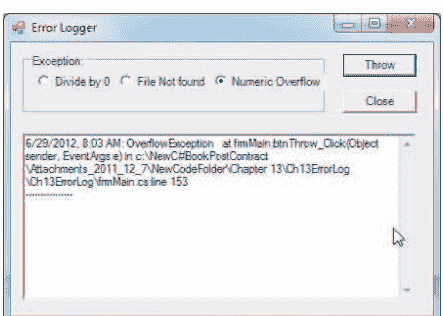 Error Logger
Exception:
Divide by 0 File Not found Numeric Overflow
Throw
Close
6/29/2012, 8:03 AM: OverflowException at frmMain.btnThrow_Click(Object
sender, EventArgs e) in c:\NewC#BookPostContract
\Attachments_2011_12_7\NewCodeFolder\Chapter 13\Ch13ErrorLog
\Ch13ErrorLog\frmMain.cs:line 153
---------------